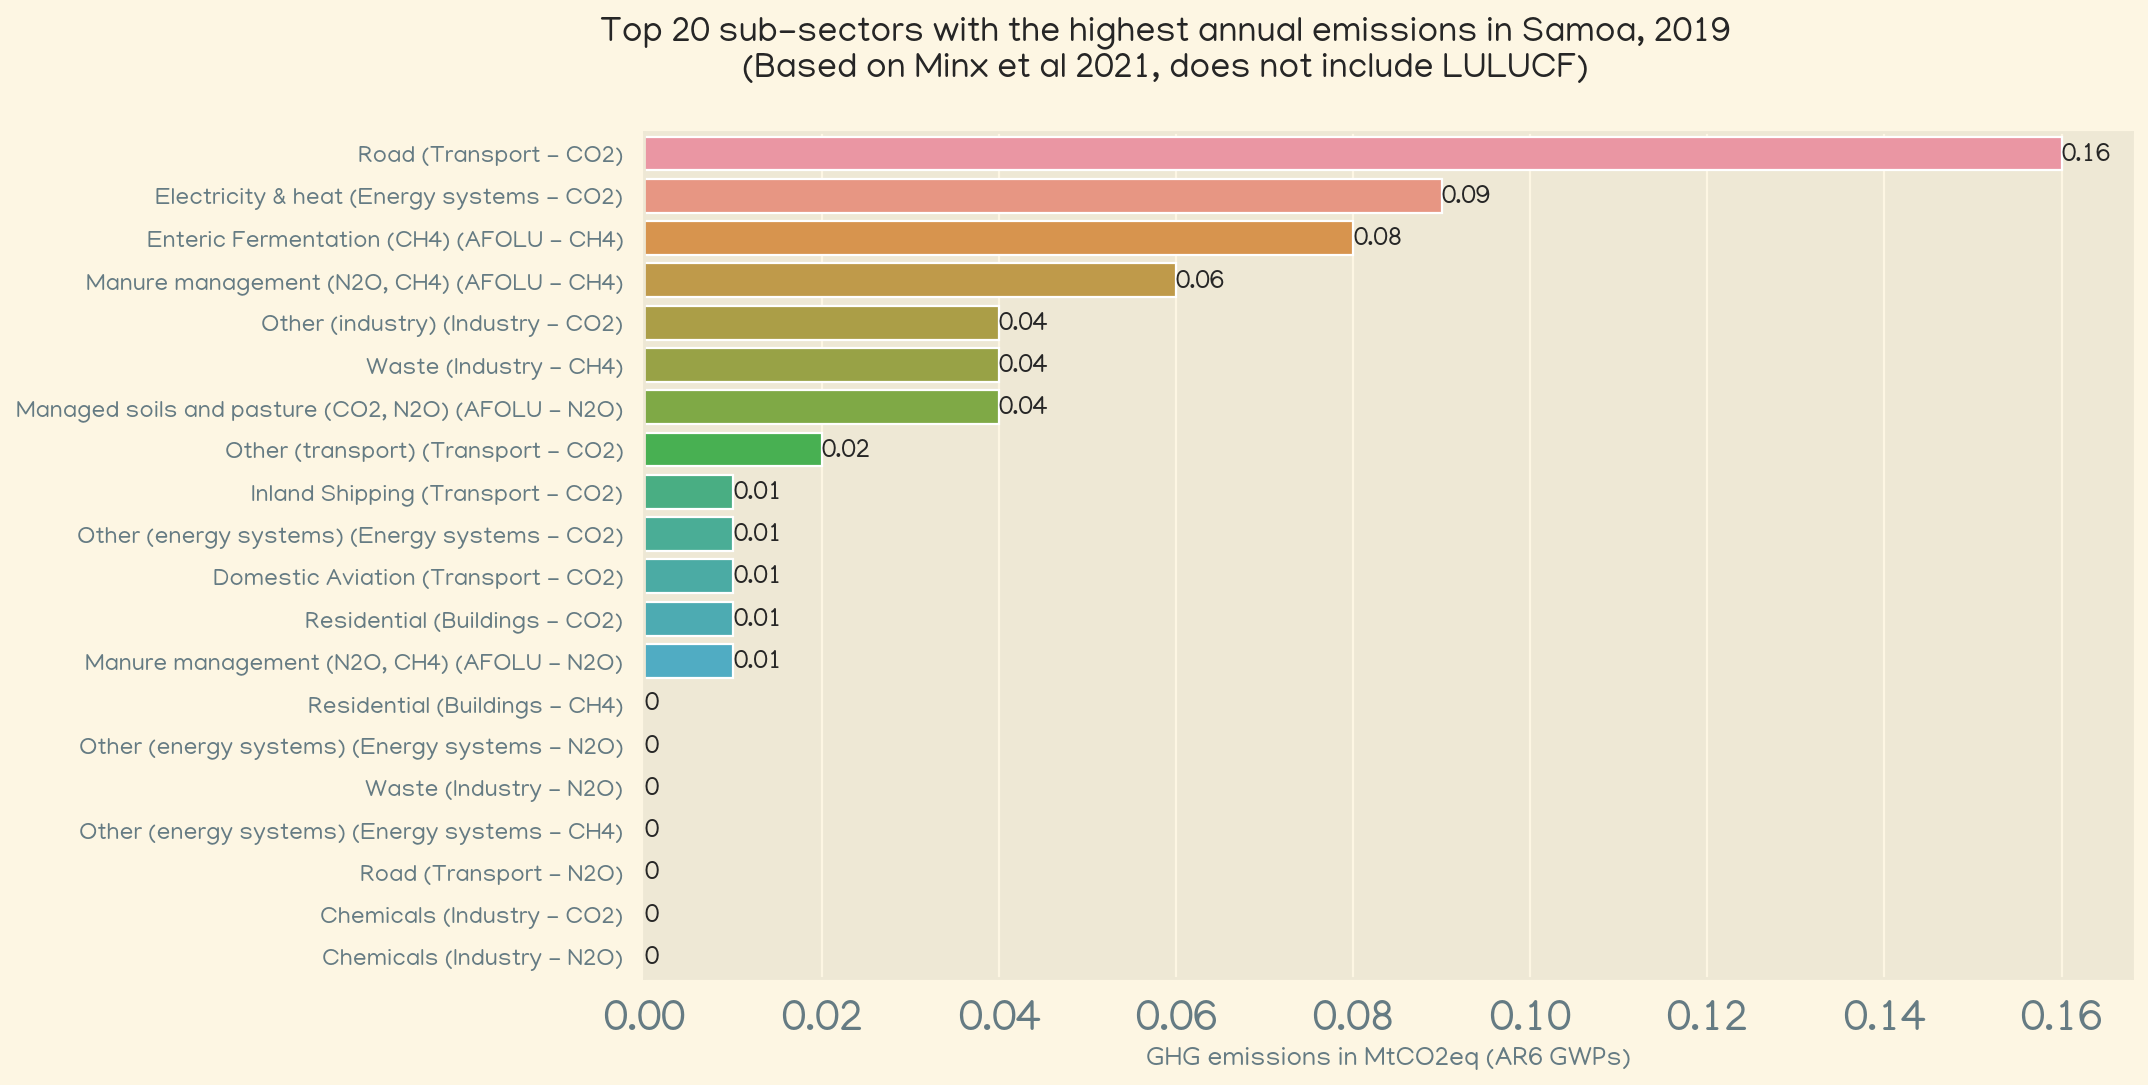 Top 20 sub-sectors with the highest annual emissions in Samoa, 2019
(Based on Minx et al 2021, does not include LULUCF)
Road (Transport - CO2) 0.16
Electricity & heat (Energy systems - CO2) 0.09
Enteric Fermentation (CH4) (AFOLU - CH4) 0.08
Manure management (N2O, CH4) (AFOLU - CH4) 0.06
Other (industry) (Industry - CO2) 0.04
Waste (Industry - CH4) 0.04
Managed soils and pasture (CO2, N2O) (AFOLU - N2O) 0.04
Other (transport) (Transport - CO2) 0.02
Inland Shipping (Transport - CO2) 0.01
Other (energy systems) (Energy systems - CO2) 0.01
Domestic Aviation (Transport - CO2) 0.01
Residential (Buildings - CO2) 0.01
Manure management (N2O, CH4) (AFOLU - N2O) 0.01
Residential (Buildings - CH4) 0
Other (energy systems) (Energy systems - N2O) 0
Waste (Industry - N2O) 0
Other (energy systems) (Energy systems - CH4) 0
Road (Transport - N2O) 0
Chemicals (Industry - CO2) 0
Chemicals (Industry - N2O) 0
0.00 0.02 0.04 0.06 0.08 0.10 0.12 0.14 0.16
GHG emissions in MtCO2eq (AR6 GWPs)